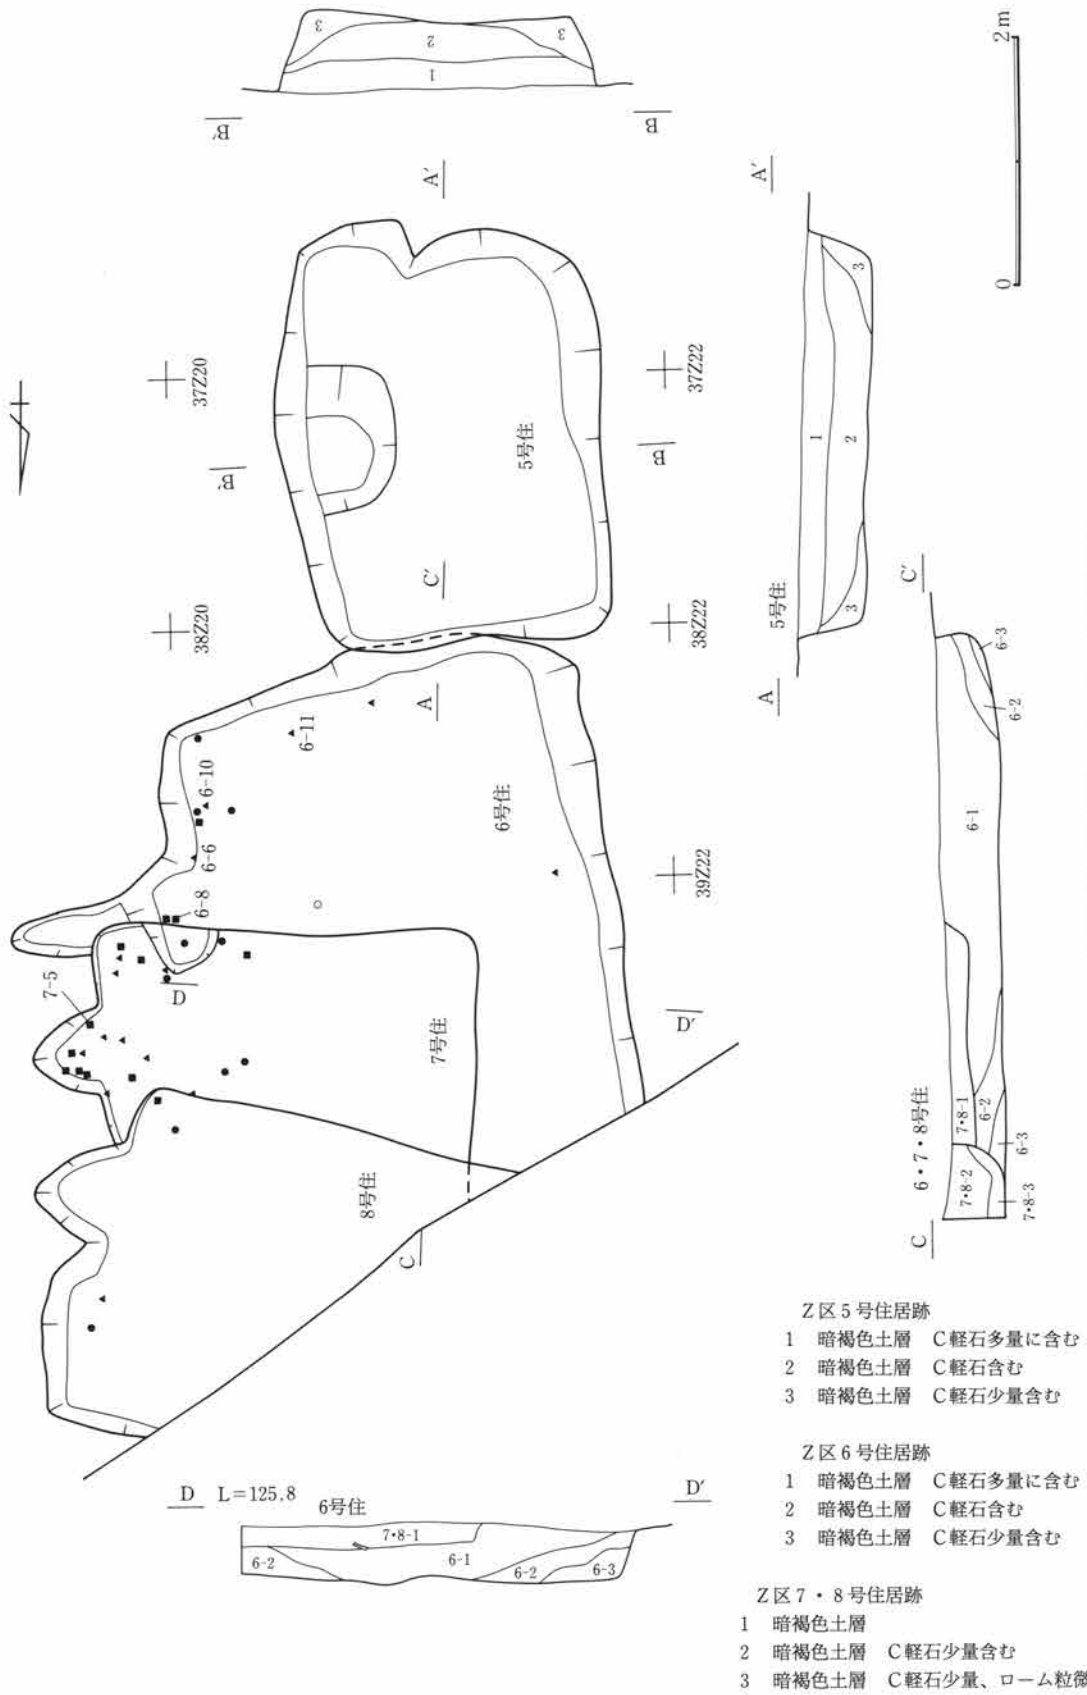 3
2
3
1
B′
B
B′
B
A′
A
A′
A
C′
C
C′
C
2m
0
37Z20
37Z22
38Z20
38Z22
39Z22
5号住
6号住
7号住
8号住
6-11
6-10
6-6
6-8
7-5
D
D′
5号住
1
2
3
3
6・7・8号住
6-1
6-2
6-3
7•8-1
6-2
6-3
7•8-2
7•8-3
D L=125.8 6号住 D′
7•8-1
6-2
6-1
6-2
6-3
Z区5号住居跡
1 暗褐色土層 C軽石多量に含む
2 暗褐色土層 C軽石含む
3 暗褐色土層 C軽石少量含む
Z区6号住居跡
1 暗褐色土層 C軽石多量に含む
2 暗褐色土層 C軽石含む
3 暗褐色土層 C軽石少量含む
Z区7・8号住居跡
1 暗褐色土層
2 暗褐色土層 C軽石少量含む
3 暗褐色土層 C軽石少量、ローム粒微